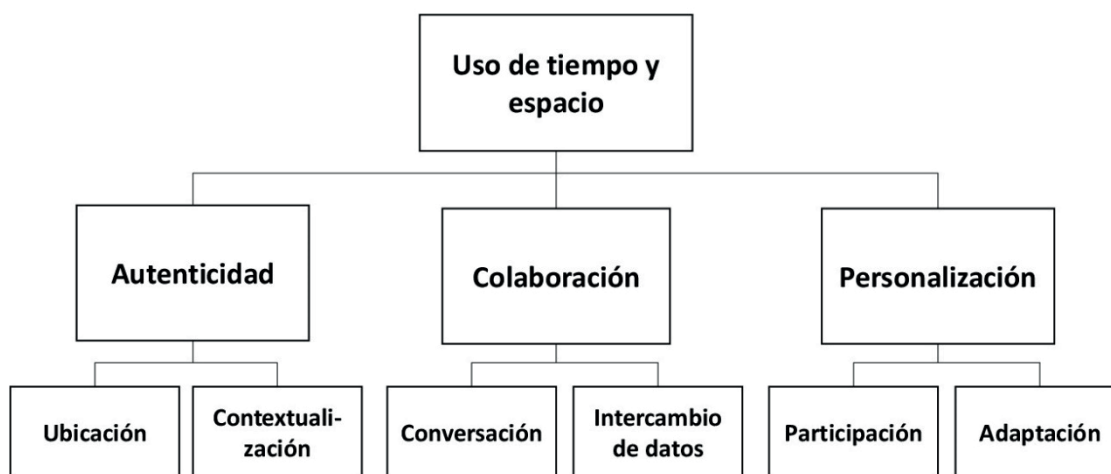 Uso de tiempo y
espacio
Autenticidad
Colaboración
Personalización
Ubicación
Contextuali-
zación
Conversación
Intercambio
de datos
Participación
Adaptación